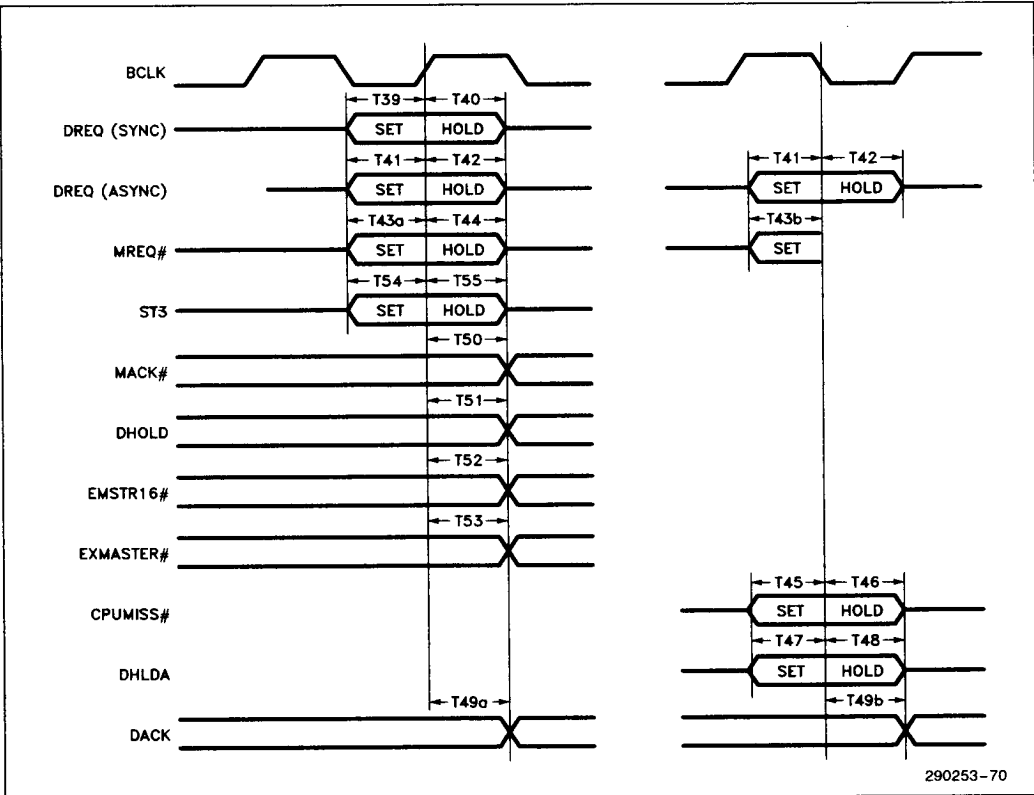 BCLK
T39 T40
DREQ (SYNC) SET HOLD
T41 T42 T41 T42
DREQ (ASYNC) SET HOLD SET HOLD
T43a T44 T43b
MREQ# SET HOLD SET
T54 T55
ST3 SET HOLD
T50
MACK#
T51
DHOLD
T52
EMSTR16#
T53
EXMASTER#
T45 T46
CPUMISS# SET HOLD
T47 T48
DHLDA SET HOLD
T49a T49b
DACK
290253-70